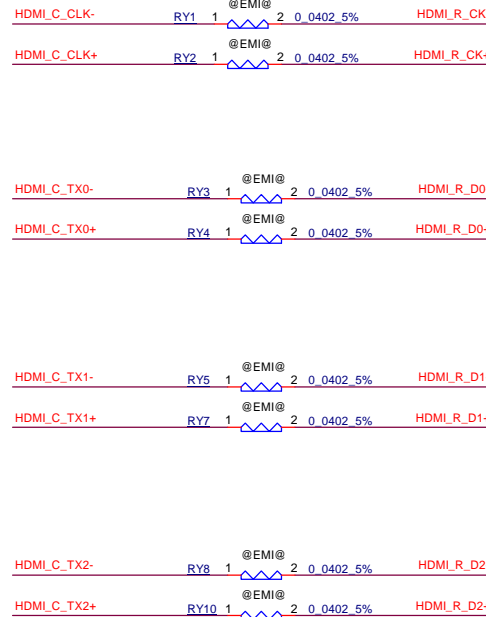 @EMI@
HDMI_C_CLK- RY1 1 2 0_0402_5% HDMI_R_CK
@EMI@
HDMI_C_CLK+ RY2 1 2 0_0402_5% HDMI_R_CK+
@EMI@
HDMI_C_TX0- RY3 1 2 0_0402_5% HDMI_R_D0
@EMI@
HDMI_C_TX0+ RY4 1 2 0_0402_5% HDMI_R_D0+
@EMI@
HDMI_C_TX1- RY5 1 2 0_0402_5% HDMI_R_D1
@EMI@
HDMI_C_TX1+ RY7 1 2 0_0402_5% HDMI_R_D1+
@EMI@
HDMI_C_TX2- RY8 1 2 0_0402_5% HDMI_R_D2
@EMI@
HDMI_C_TX2+ RY10 1 2 0_0402_5% HDMI_R_D2+